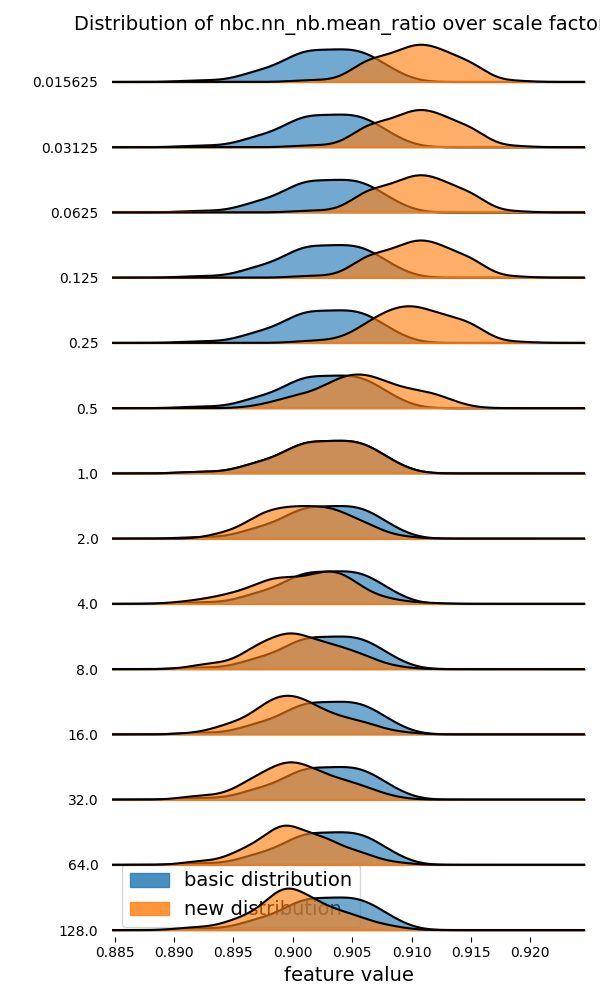 Distribution of nbc.nn_nb.mean_ratio over scale factor
0.015625
0.03125
0.0625
0.125
0.25
0.5
1.0
2.0
4.0
8.0
16.0
32.0
64.0
basic distribution
new distribution
128.0
0.885 0.890 0.895 0.900 0.905 0.910 0.915 0.920
feature value